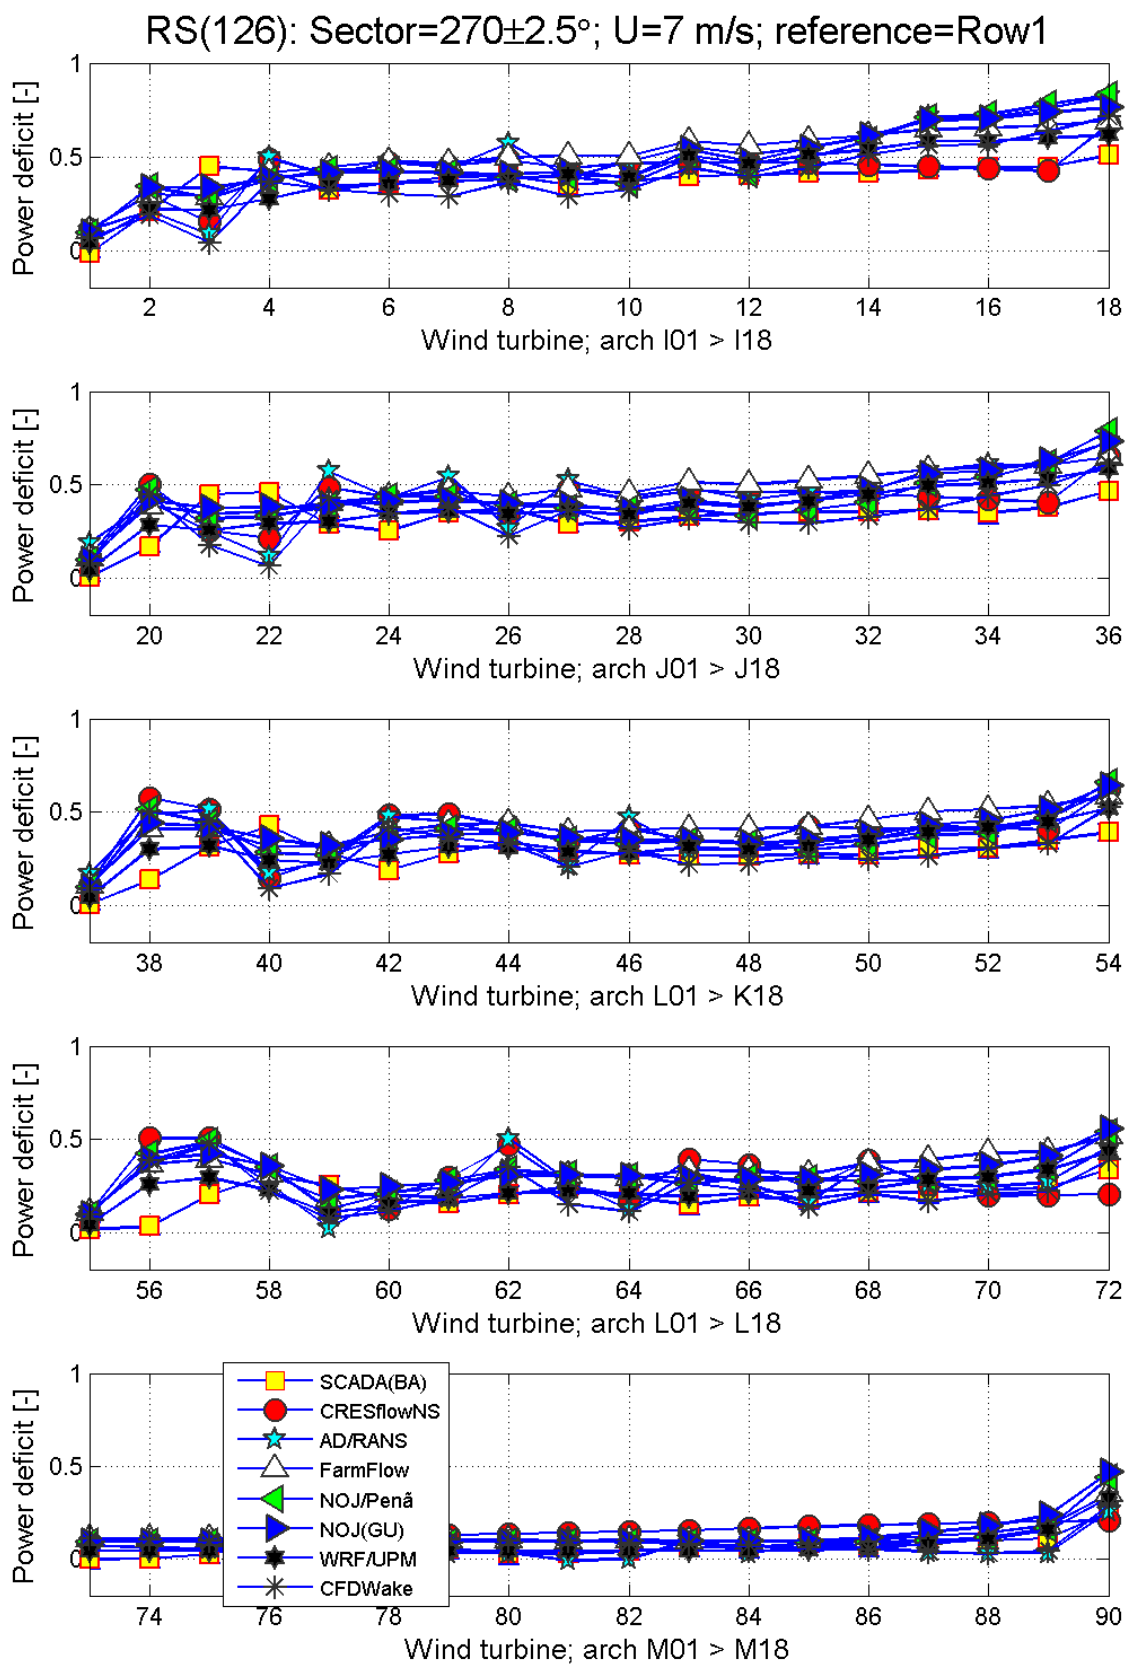 RS(126): Sector=270±2.5°; U=7 m/s; reference=Row1
Power deficit [-]
1
0.5
0
2 4 6 8 10 12 14 16 18
Wind turbine; arch I01 > I18
Power deficit [-]
1
0.5
0
20 22 24 26 28 30 32 34 36
Wind turbine; arch J01 > J18
Power deficit [-]
1
0.5
0
38 40 42 44 46 48 50 52 54
Wind turbine; arch L01 > K18
Power deficit [-]
1
0.5
0
56 58 60 62 64 66 68 70 72
Wind turbine; arch L01 > L18
Power deficit [-]
1
0.5
0
SCADA(BA)
CRESflowNS
AD/RANS
FarmFlow
NOJ/Penã
NOJ(GU)
WRF/UPM
CFDWake
74 76 78 80 82 84 86 88 90
Wind turbine; arch M01 > M18